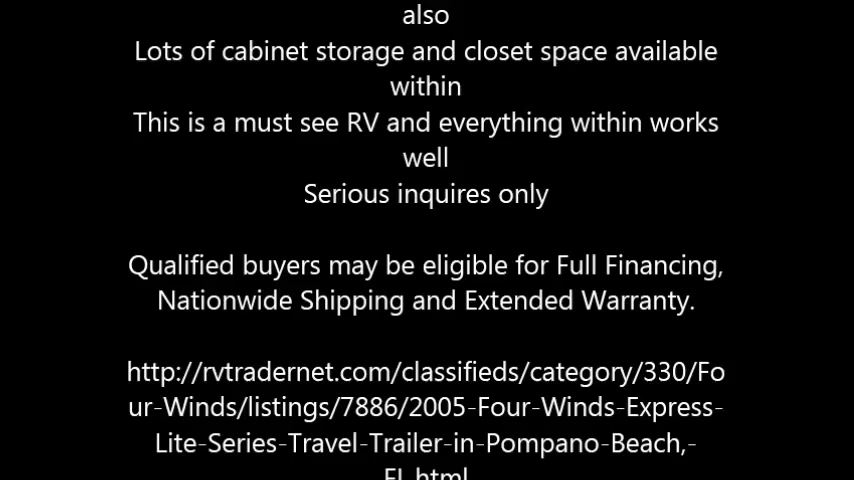 also
Lots of cabinet storage and closet space available
within
This is a must see RV and everything within works
well
Serious inquires only
Qualified buyers may be eligible for Full Financing,
Nationwide Shipping and Extended Warranty.
http://rvtradernet.com/classifieds/category/330/Fo
ur-Winds/listings/7886/2005-Four-Winds-Express-
Lite-Series-Travel-Trailer-in-Pompano-Beach,-
FL.html